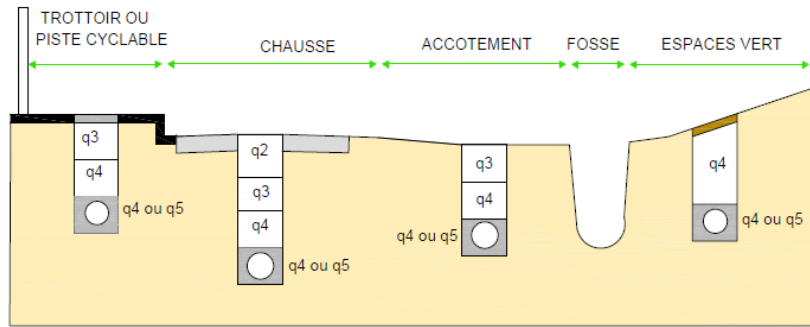 TROTTOIR OU
PISTE CYCLABLE
CHAUSSE
ACCOTEMENT
FOSSE
ESPACES VERT
q3
q4
q4 ou q5
q2
q3
q4
q4 ou q5
q3
q4
q4 ou q5
q4
q4 ou q5